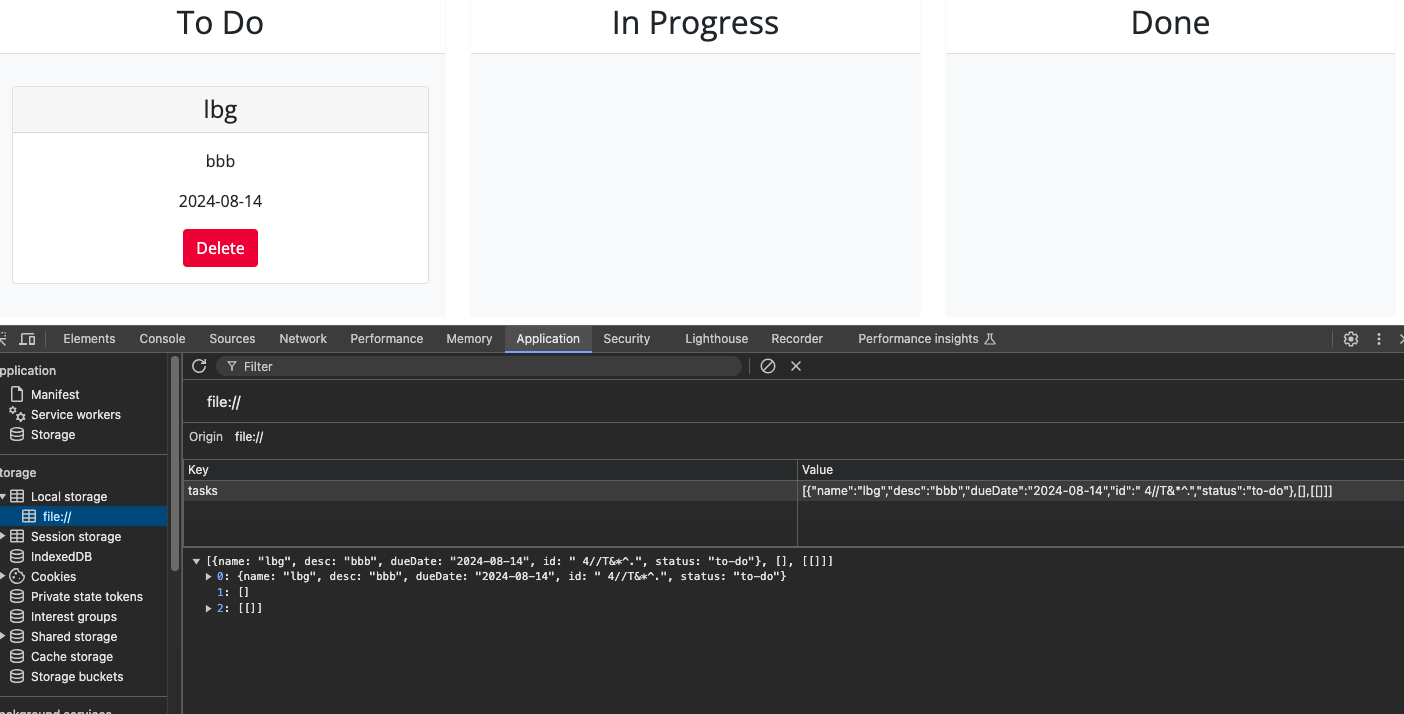 To Do In Progress Done
lbg
bbb
2024-08-14
Delete
Elements Console Sources Network Performance Memory Application Security Lighthouse Recorder Performance insights
pplication
Manifest
Service workers
Storage
torage
Local storage
file://
Session storage
IndexedDB
Cookies
Private state tokens
Interest groups
Shared storage
Cache storage
Storage buckets
ackground services
Filter
file://
Origin file://
Key Value
tasks [{"name":"lbg","desc":"bbb","dueDate":"2024-08-14","id":" 4//T&*^.","status":"to-do"},[],[[]]]
[{name: "lbg", desc: "bbb", dueDate: "2024-08-14", id: " 4//T&*^.", status: "to-do"}, [], [[]]]
0: {name: "lbg", desc: "bbb", dueDate: "2024-08-14", id: " 4//T&*^.", status: "to-do"}
1: []
2: [[]]